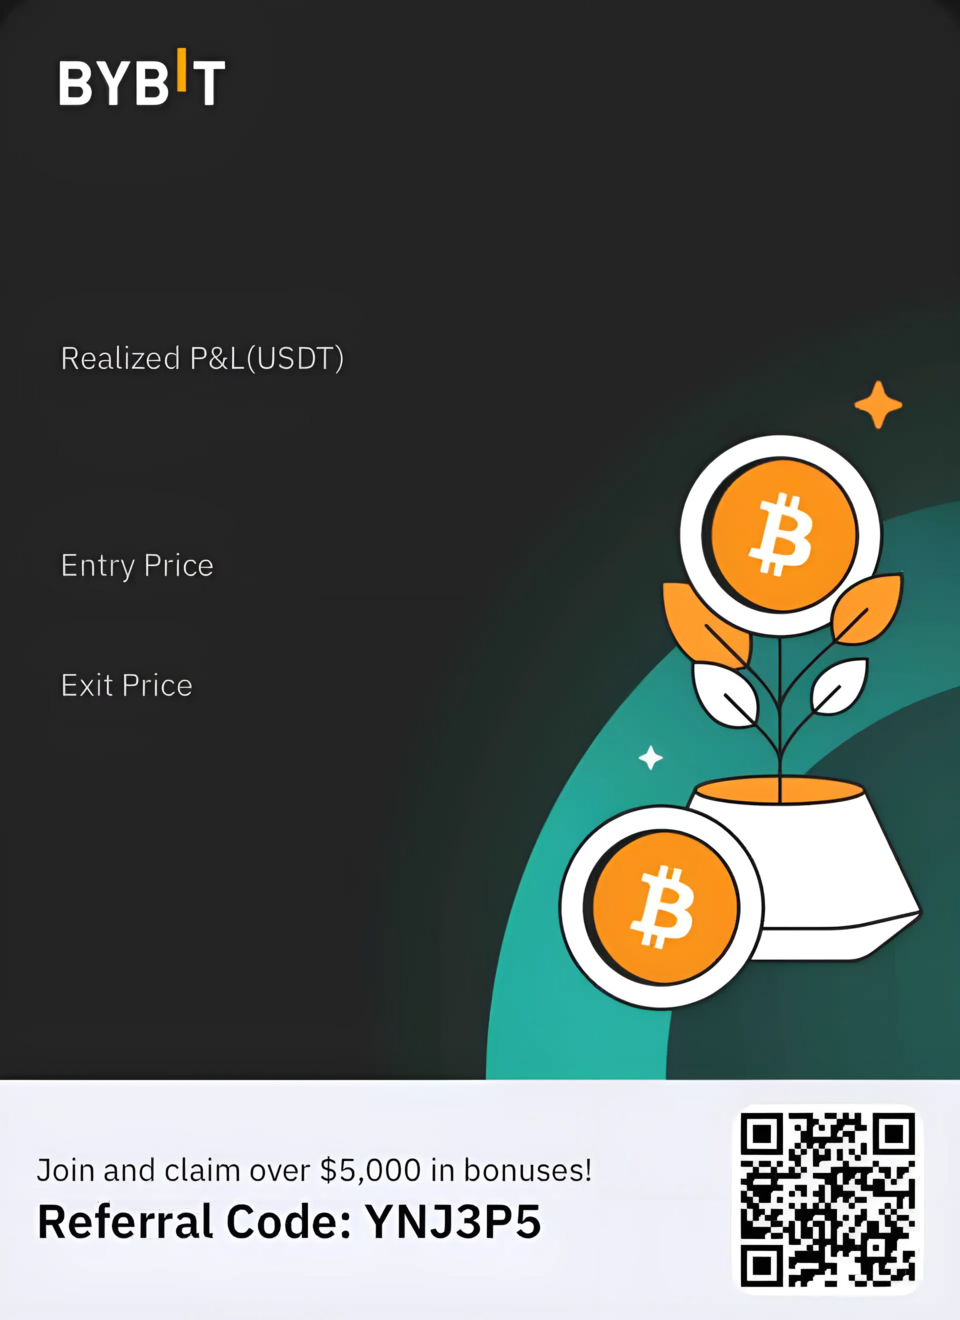 BYBIT
Realized P&L(USDT)
Entry Price
Exit Price
Join and claim over $5,000 in bonuses!
Referral Code: YNJ3P5